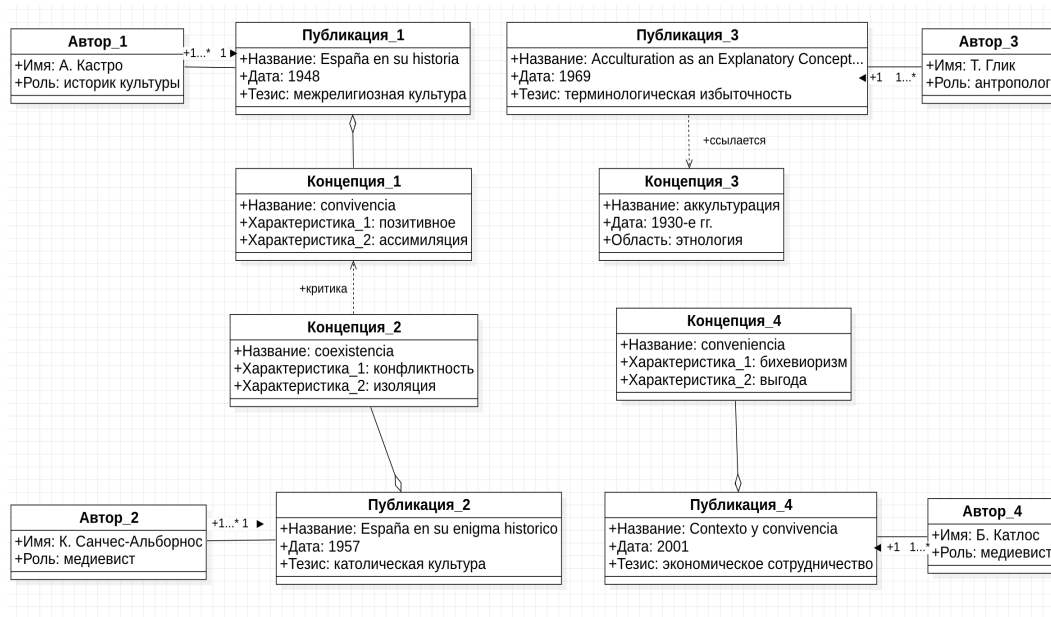 Автор_1
+Имя: А. Кастро
+Роль: историк культуры
+1...* 1
Публикация_1
+Название: España en su historia
+Дата: 1948
+Тезис: межрелигиозная культура
Публикация_3
+Название: Acculturation as an Explanatory Concept...
+Дата: 1969
+Тезис: терминологическая избыточность
+1 1...*
Автор_3
+Имя: Т. Глик
+Роль: антрополог
+ссылается
Концепция_1
+Название: convivencia
+Характеристика_1: позитивное
+Характеристика_2: ассимиляция
Концепция_3
+Название: аккультурация
+Дата: 1930-е гг.
+Область: этнология
+критика
Концепция_2
+Название: coexistencia
+Характеристика_1: конфликтность
+Характеристика_2: изоляция
Концепция_4
+Название: conveniencia
+Характеристика_1: бихевиоризм
+Характеристика_2: выгода
Автор_2
+Имя: К. Санчес-Альборнос
+Роль: медиевист
+1...* 1
Публикация_2
+Название: España en su enigma historico
+Дата: 1957
+Тезис: католическая культура
Публикация_4
+Название: Contexto y convivencia
+Дата: 2001
+Тезис: экономическое сотрудничество
+1 1...*
Автор_4
+Имя: Б. Катлос
+Роль: медиевист